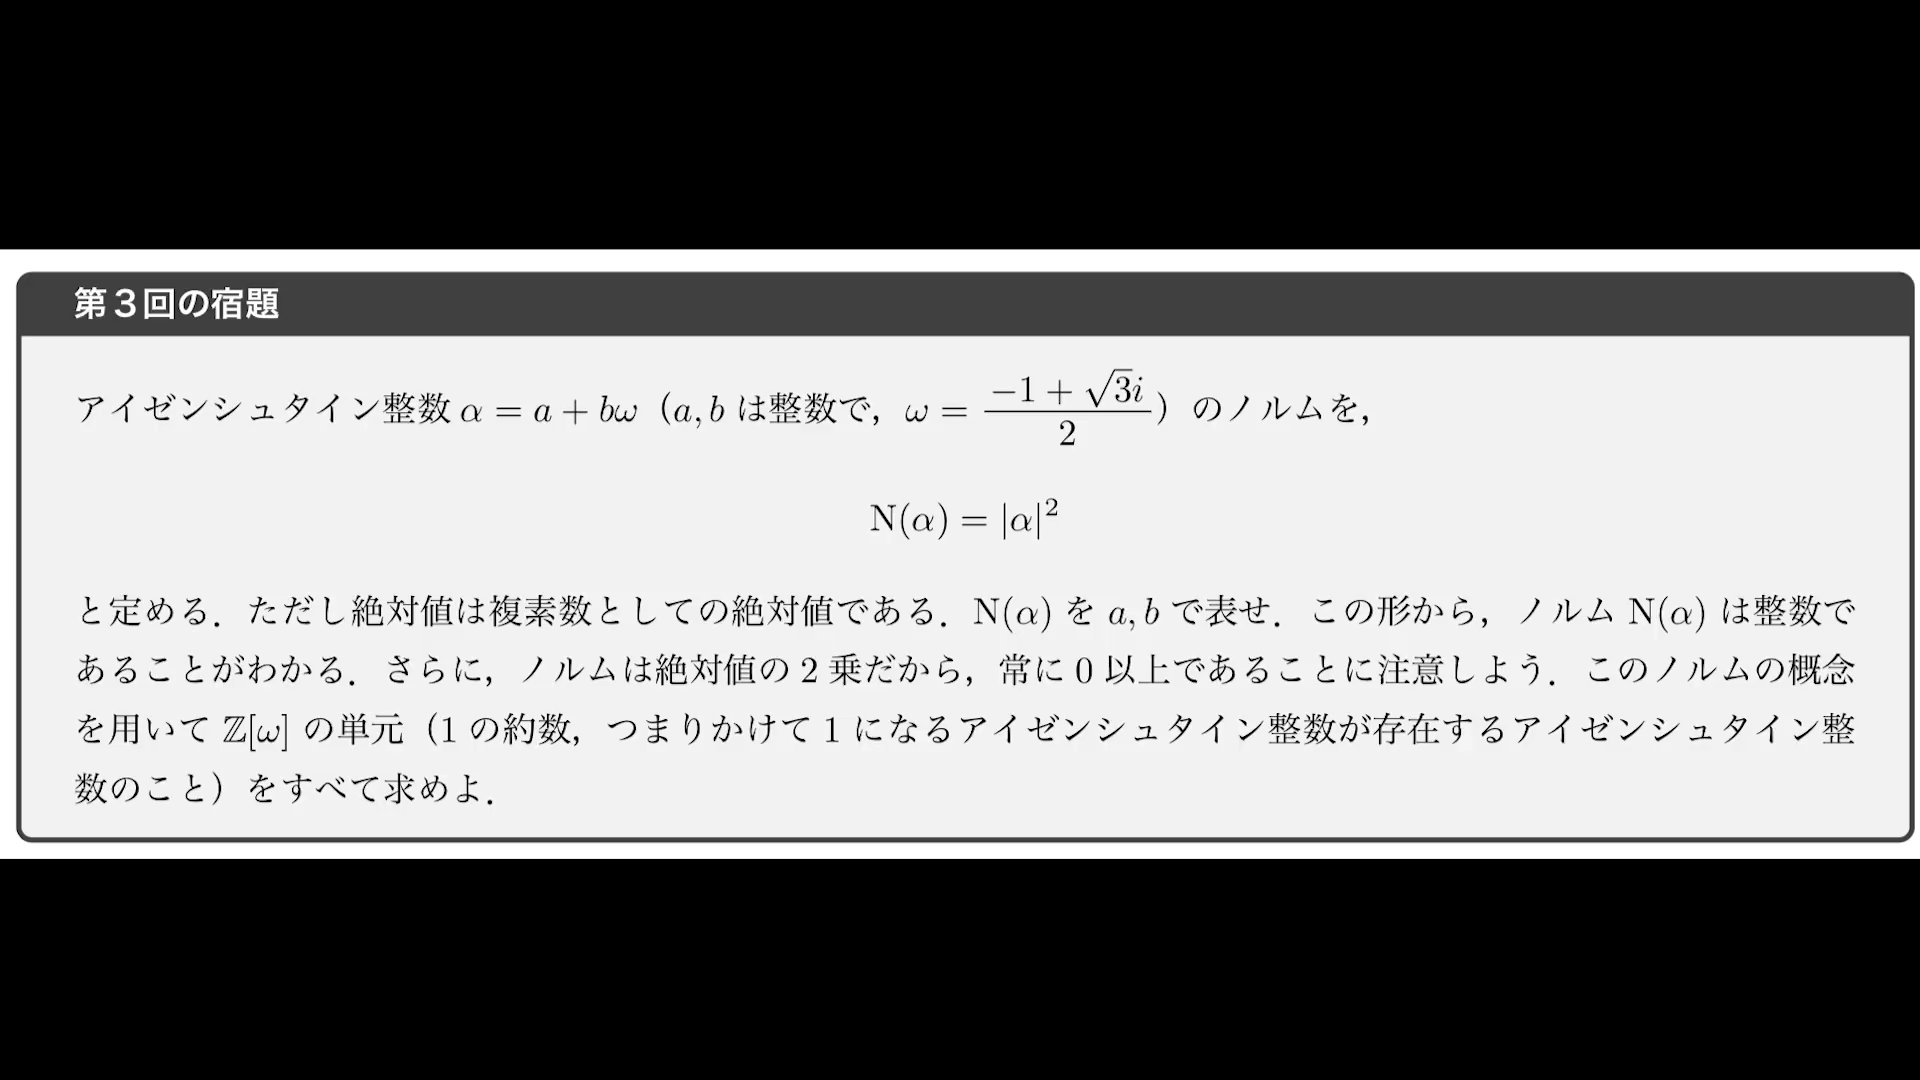 第３回の宿題
アイゼンシュタイン整数 α = a + bω（a, b は整数で，ω = \frac{−1 + √3i}{2}）のノルムを，
N(α) = |α|²
と定める．ただし絶対値は複素数としての絶対値である．N(α) を a, b で表せ．この形から，ノルム N(α) は整数で
あることがわかる．さらに，ノルムは絶対値の 2 乗だから，常に 0 以上であることに注意しよう．このノルムの概念
を用いて ℤ[ω] の単元（1 の約数，つまりかけて 1 になるアイゼンシュタイン整数が存在するアイゼンシュタイン整
数のこと）をすべて求めよ．